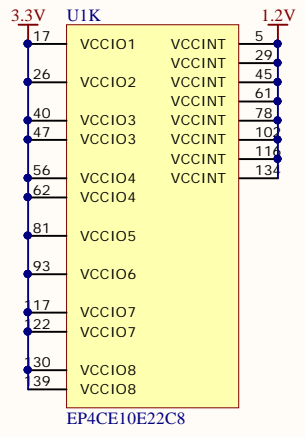 3.3V U1K 1.2V
17 VCCIO1 VCCINT 5
VCCINT 29
26 VCCIO2 VCCINT 45
VCCINT 61
40 VCCIO3 VCCINT 78
47 VCCIO3 VCCINT 102
VCCINT 116
56 VCCIO4 VCCINT 134
62 VCCIO4
81 VCCIO5
93 VCCIO6
117 VCCIO7
122 VCCIO7
130 VCCIO8
139 VCCIO8
EP4CE10E22C8